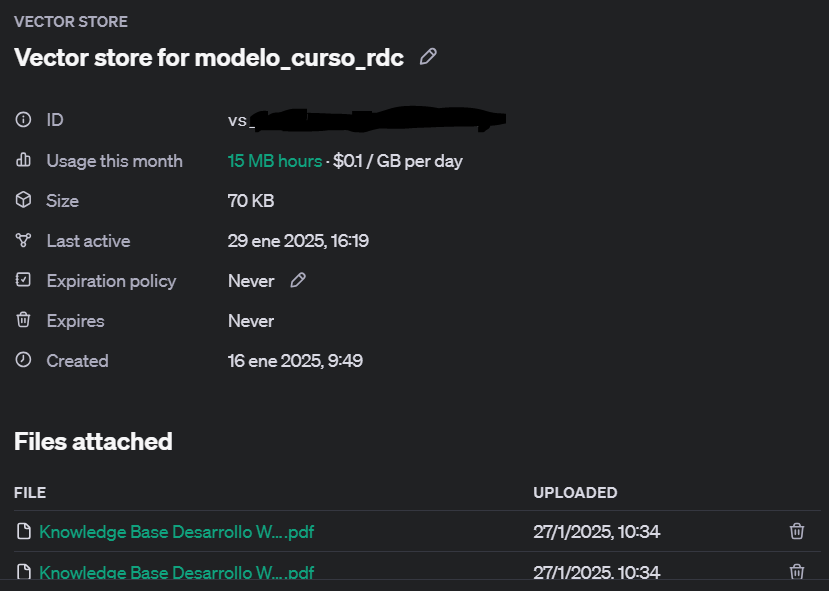 VECTOR STORE
Vector store for modelo_curso_rdc
ID vs_
Usage this month 15 MB hours · $0.1 / GB per day
Size 70 KB
Last active 29 ene 2025, 16:19
Expiration policy Never
Expires Never
Created 16 ene 2025, 9:49
Files attached
FILE UPLOADED
Knowledge Base Desarrollo W....pdf 27/1/2025, 10:34
Knowledge Base Desarrollo W....pdf 27/1/2025, 10:34